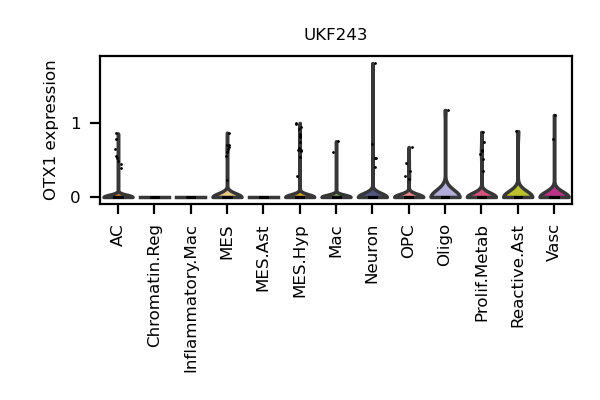 UKF243
OTX1 expression
1
0
AC
Chromatin.Reg
Inflammatory.Mac
MES
MES.Ast
MES.Hyp
Mac
Neuron
OPC
Oligo
Prolif.Metab
Reactive.Ast
Vasc